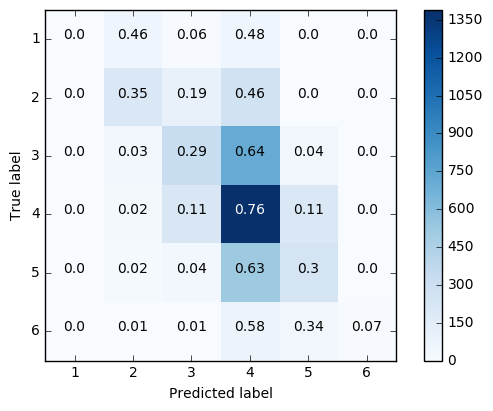 1 0.0 0.46 0.06 0.48 0.0 0.0
2 0.0 0.35 0.19 0.46 0.0 0.0
3 0.0 0.03 0.29 0.64 0.04 0.0
4 0.0 0.02 0.11 0.76 0.11 0.0
5 0.0 0.02 0.04 0.63 0.3 0.0
6 0.0 0.01 0.01 0.58 0.34 0.07
1 2 3 4 5 6
True label
Predicted label
1350
1200
1050
900
750
600
450
300
150
0